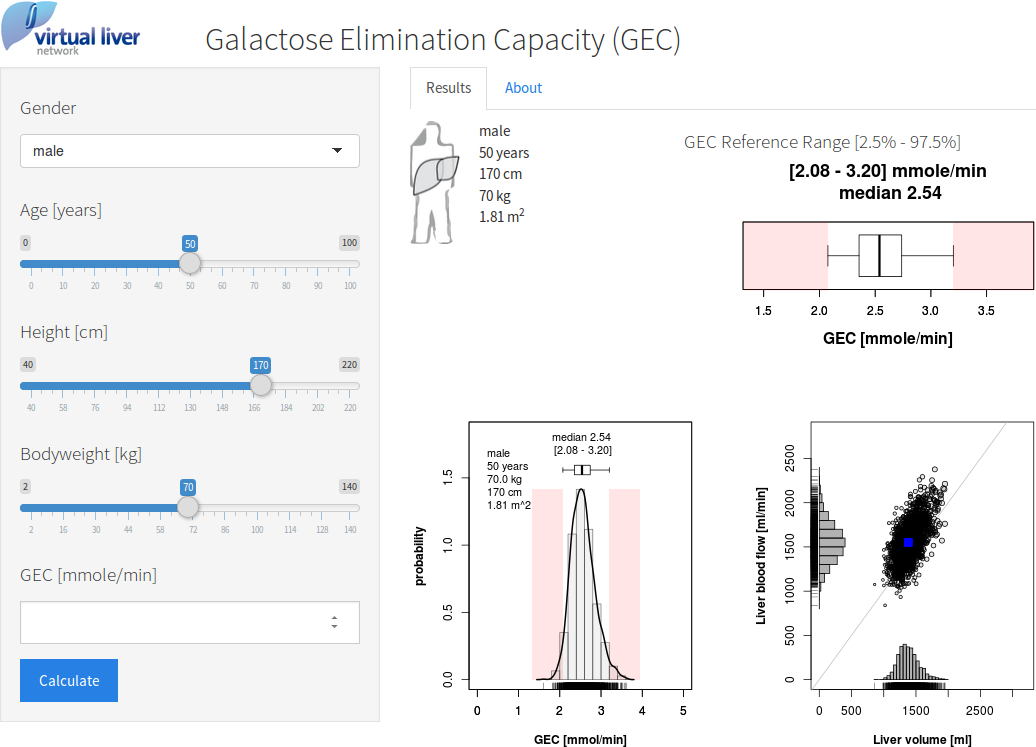 virtual liver
network
Galactose Elimination Capacity (GEC)
Gender
male
Age [years]
0 50 100
0 10 20 30 40 50 60 70 80 90 100
Height [cm]
40 170 220
40 58 76 94 112 130 148 166 184 202 220
Bodyweight [kg]
2 70 140
2 16 30 44 58 72 86 100 114 128 140
GEC [mmole/min]
Calculate
Results About
male
50 years
170 cm
70 kg
1.81 m²
GEC Reference Range [2.5% - 97.5%]
[2.08 - 3.20] mmole/min
median 2.54
1.5 2.0 2.5 3.0 3.5
GEC [mmole/min]
median 2.54
[2.08 - 3.20]
male
50 years
70.0 kg
170 cm
1.81 m^2
probability
0.0 0.5 1.0 1.5
0 1 2 3 4 5
GEC [mmol/min]
Liver blood flow [ml/min]
0 500 1000 1500 2000 2500
0 500 1500 2500
Liver volume [ml]